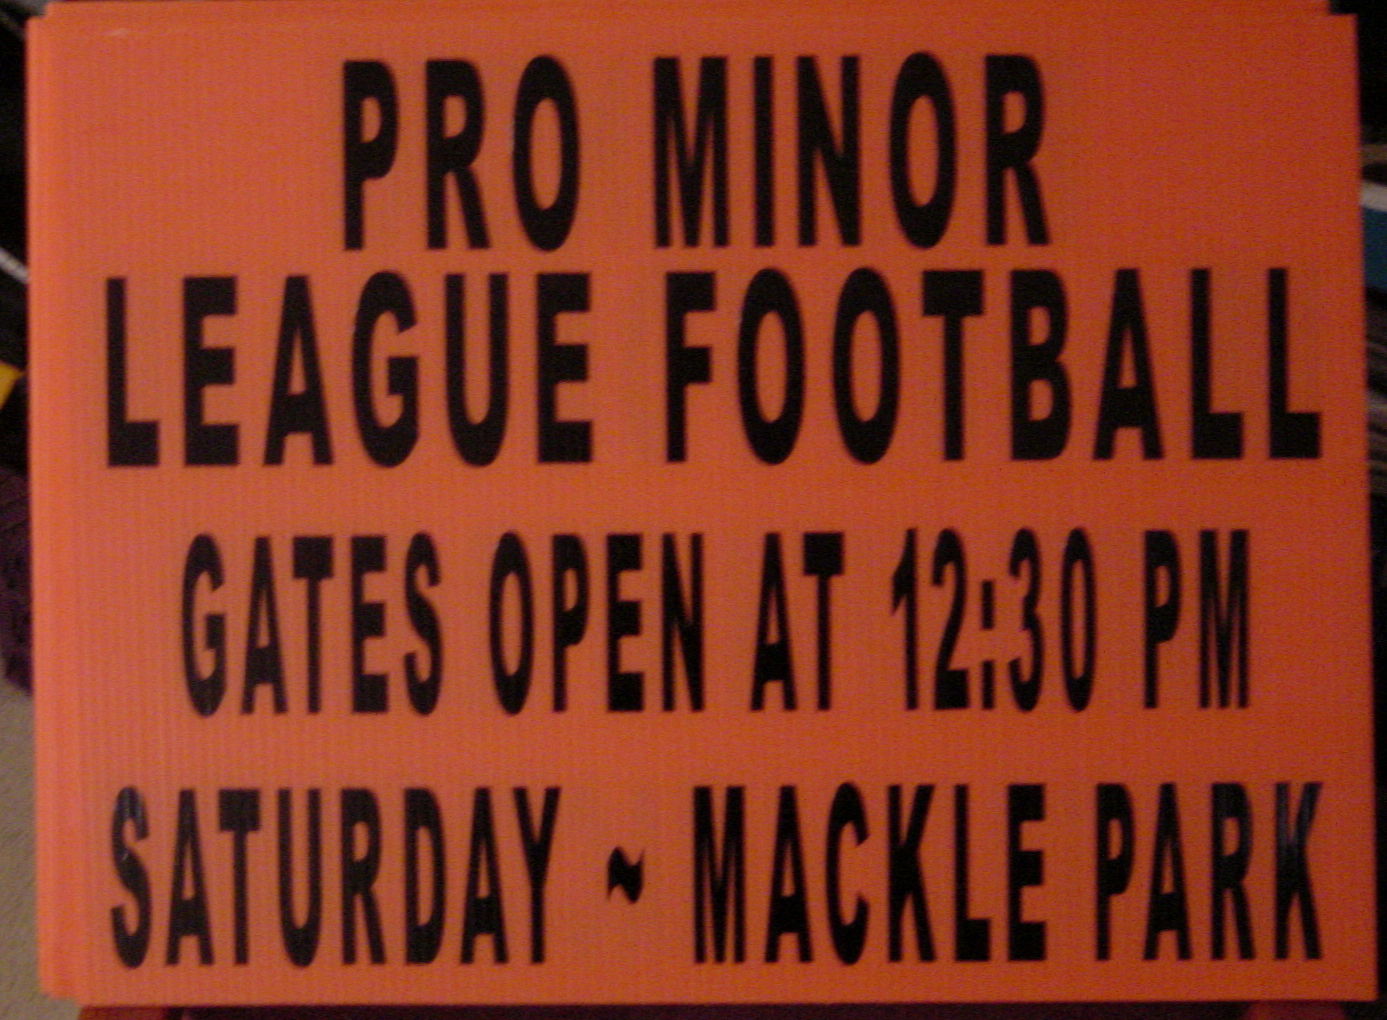 PRO MINOR
LEAGUE FOOTBALL
GATES OPEN AT 12:30 PM
SATURDAY ~ MACKLE PARK